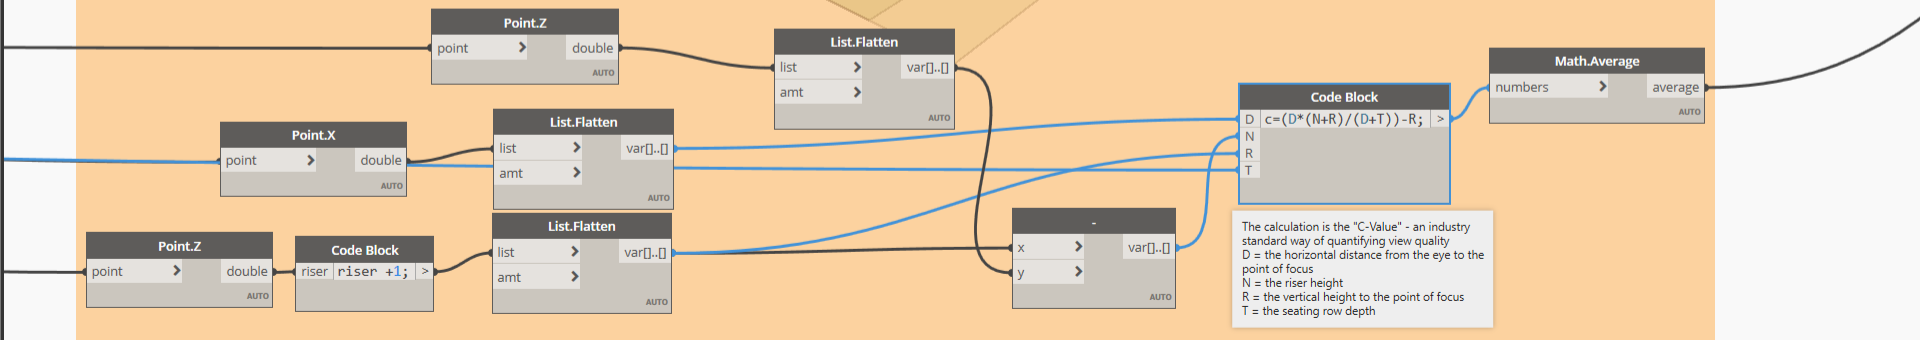 Point.Z
point > double
AUTO
List.Flatten
list > var[]..[]
amt >
AUTO
Point.X
point > double
AUTO
List.Flatten
list > var[]..[]
amt >
AUTO
Point.Z
point > double
AUTO
Code Block
riser riser +1; >
List.Flatten
list > var[]..[]
amt >
AUTO
-
x > var[]..[]
y >
AUTO
Code Block
D c=(D*(N+R)/(D+T))-R; >
N
R
T
The calculation is the "C-Value" - an industry
standard way of quantifying view quality
D = the horizontal distance from the eye to the
point of focus
N = the riser height
R = the vertical height to the point of focus
T = the seating row depth
Math.Average
numbers > average
AUTO